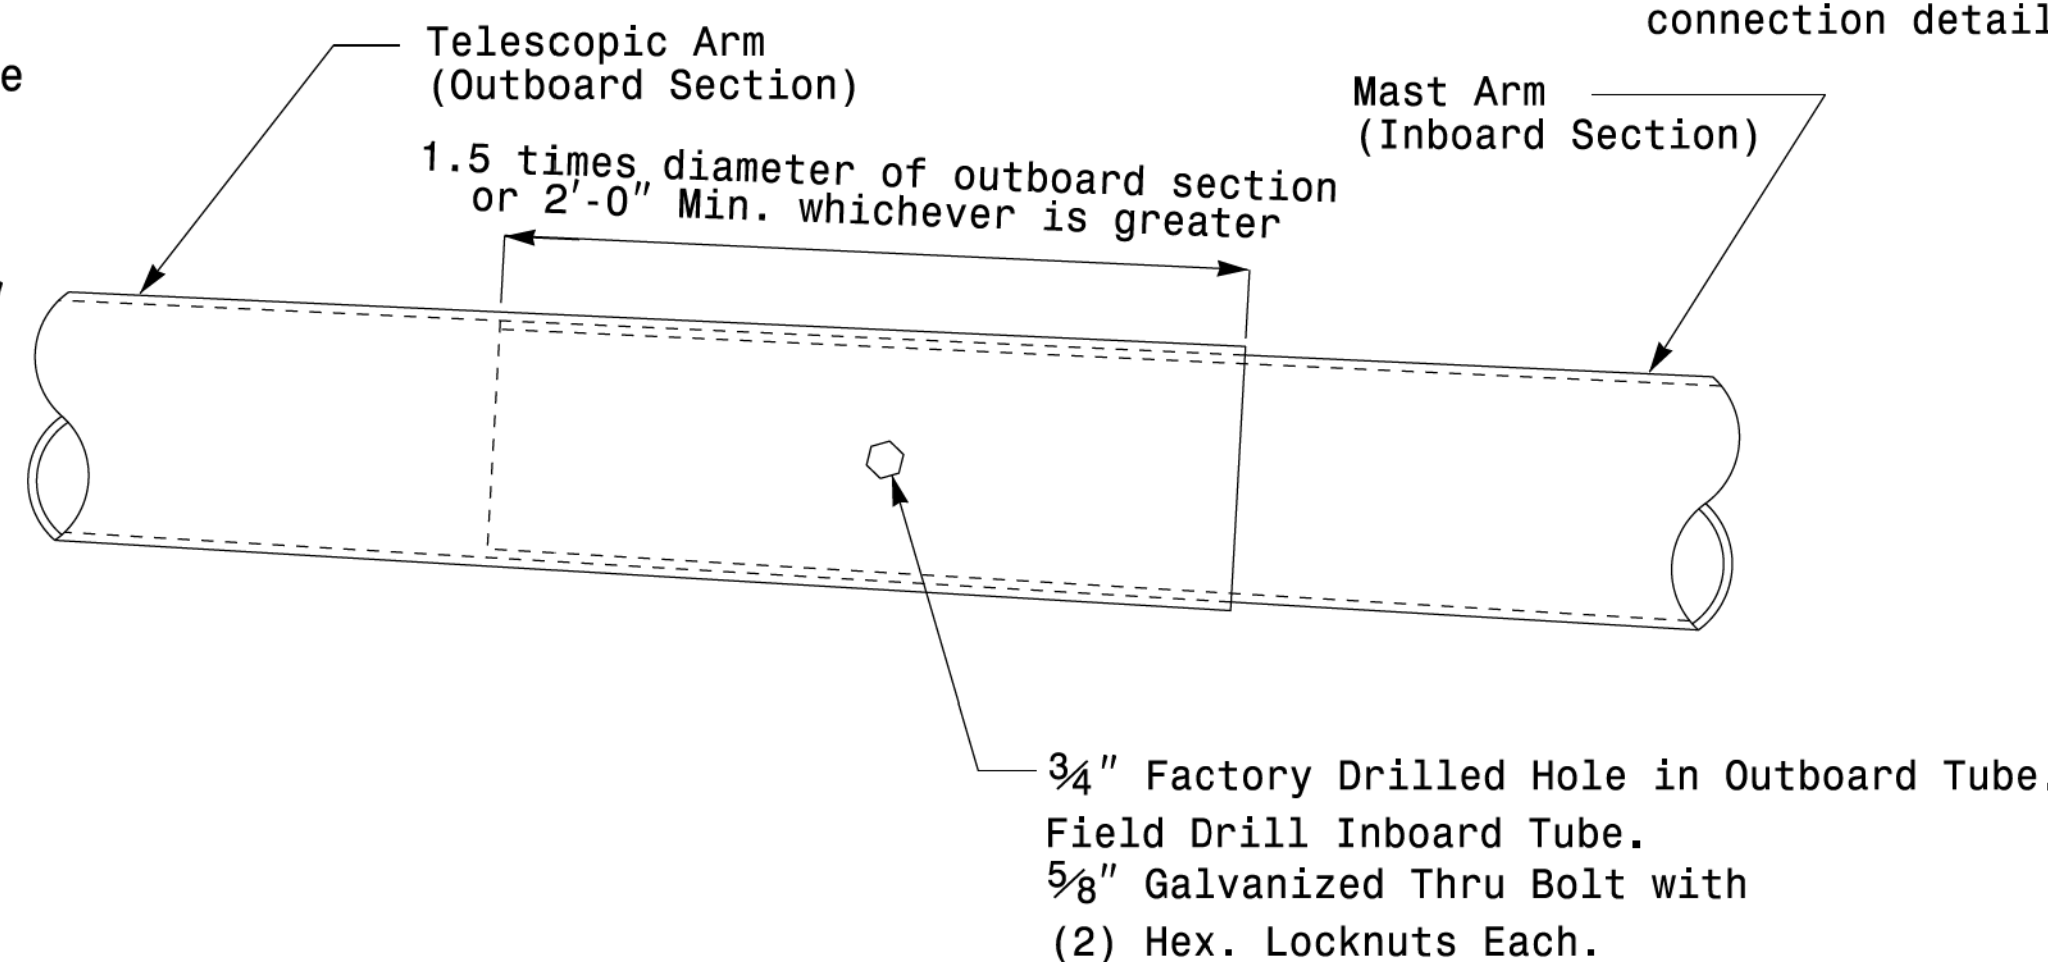 connection detail
e
Telescopic Arm
(Outboard Section)
Mast Arm
(Inboard Section)
1.5 times diameter of outboard section
or 2'-0" Min. whichever is greater
3/4" Factory Drilled Hole in Outboard Tube.
Field Drill Inboard Tube.
5/8" Galvanized Thru Bolt with
(2) Hex. Locknuts Each.